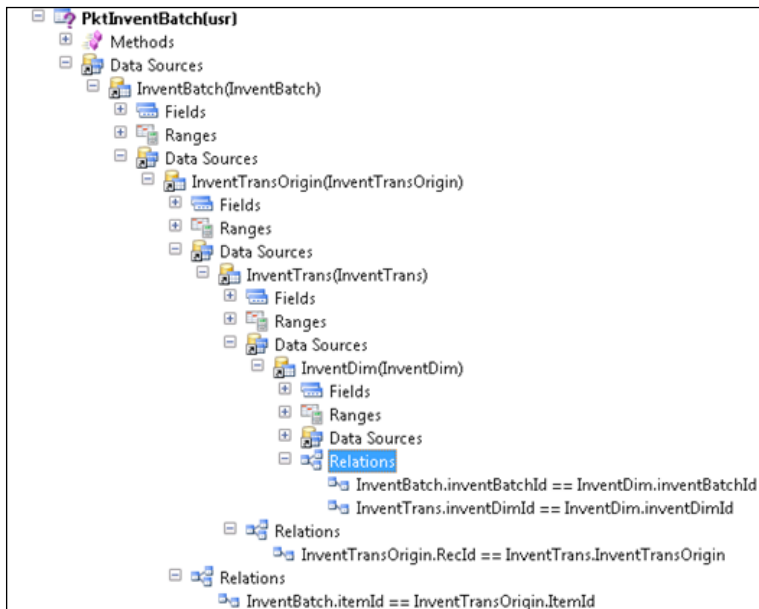 PktInventBatch(usr)
Methods
Data Sources
InventBatch(InventBatch)
Fields
Ranges
Data Sources
InventTransOrigin(InventTransOrigin)
Fields
Ranges
Data Sources
InventTrans(InventTrans)
Fields
Ranges
Data Sources
InventDim(InventDim)
Fields
Ranges
Data Sources
Relations
InventBatch.inventBatchId == InventDim.inventBatchId
InventTrans.inventDimId == InventDim.inventDimId
Relations
InventTransOrigin.RecId == InventTrans.InventTransOrigin
Relations
InventBatch.itemId == InventTransOrigin.ItemId